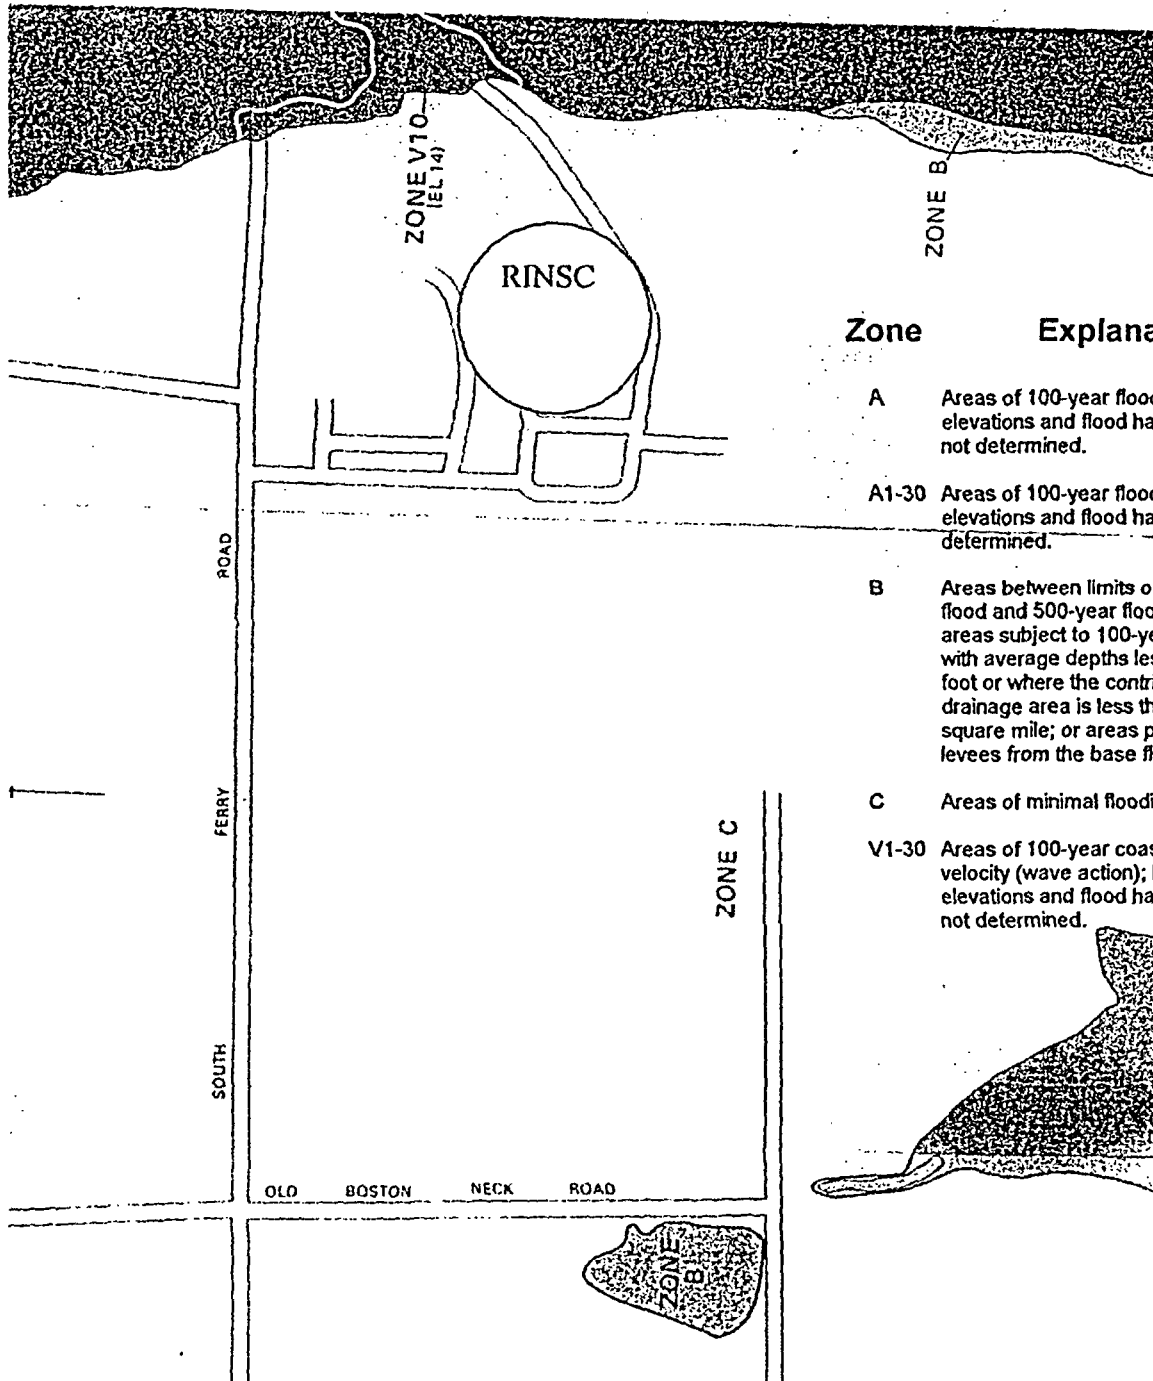 ZONE V10
(EL 14)
ZONE B
RINSC
Zone Explana
A Areas of 100-year flood
elevations and flood ha
not determined.
A1-30 Areas of 100-year flood
elevations and flood ha
determined.
B Areas between limits o
flood and 500-year floo
areas subject to 100-ye
with average depths les
foot or where the contri
drainage area is less th
square mile; or areas p
levees from the base fl
C Areas of minimal floodi
V1-30 Areas of 100-year coas
velocity (wave action);
elevations and flood ha
not determined.
SOUTH FERRY ROAD
ZONE C
OLD BOSTON NECK ROAD
ZONE
B